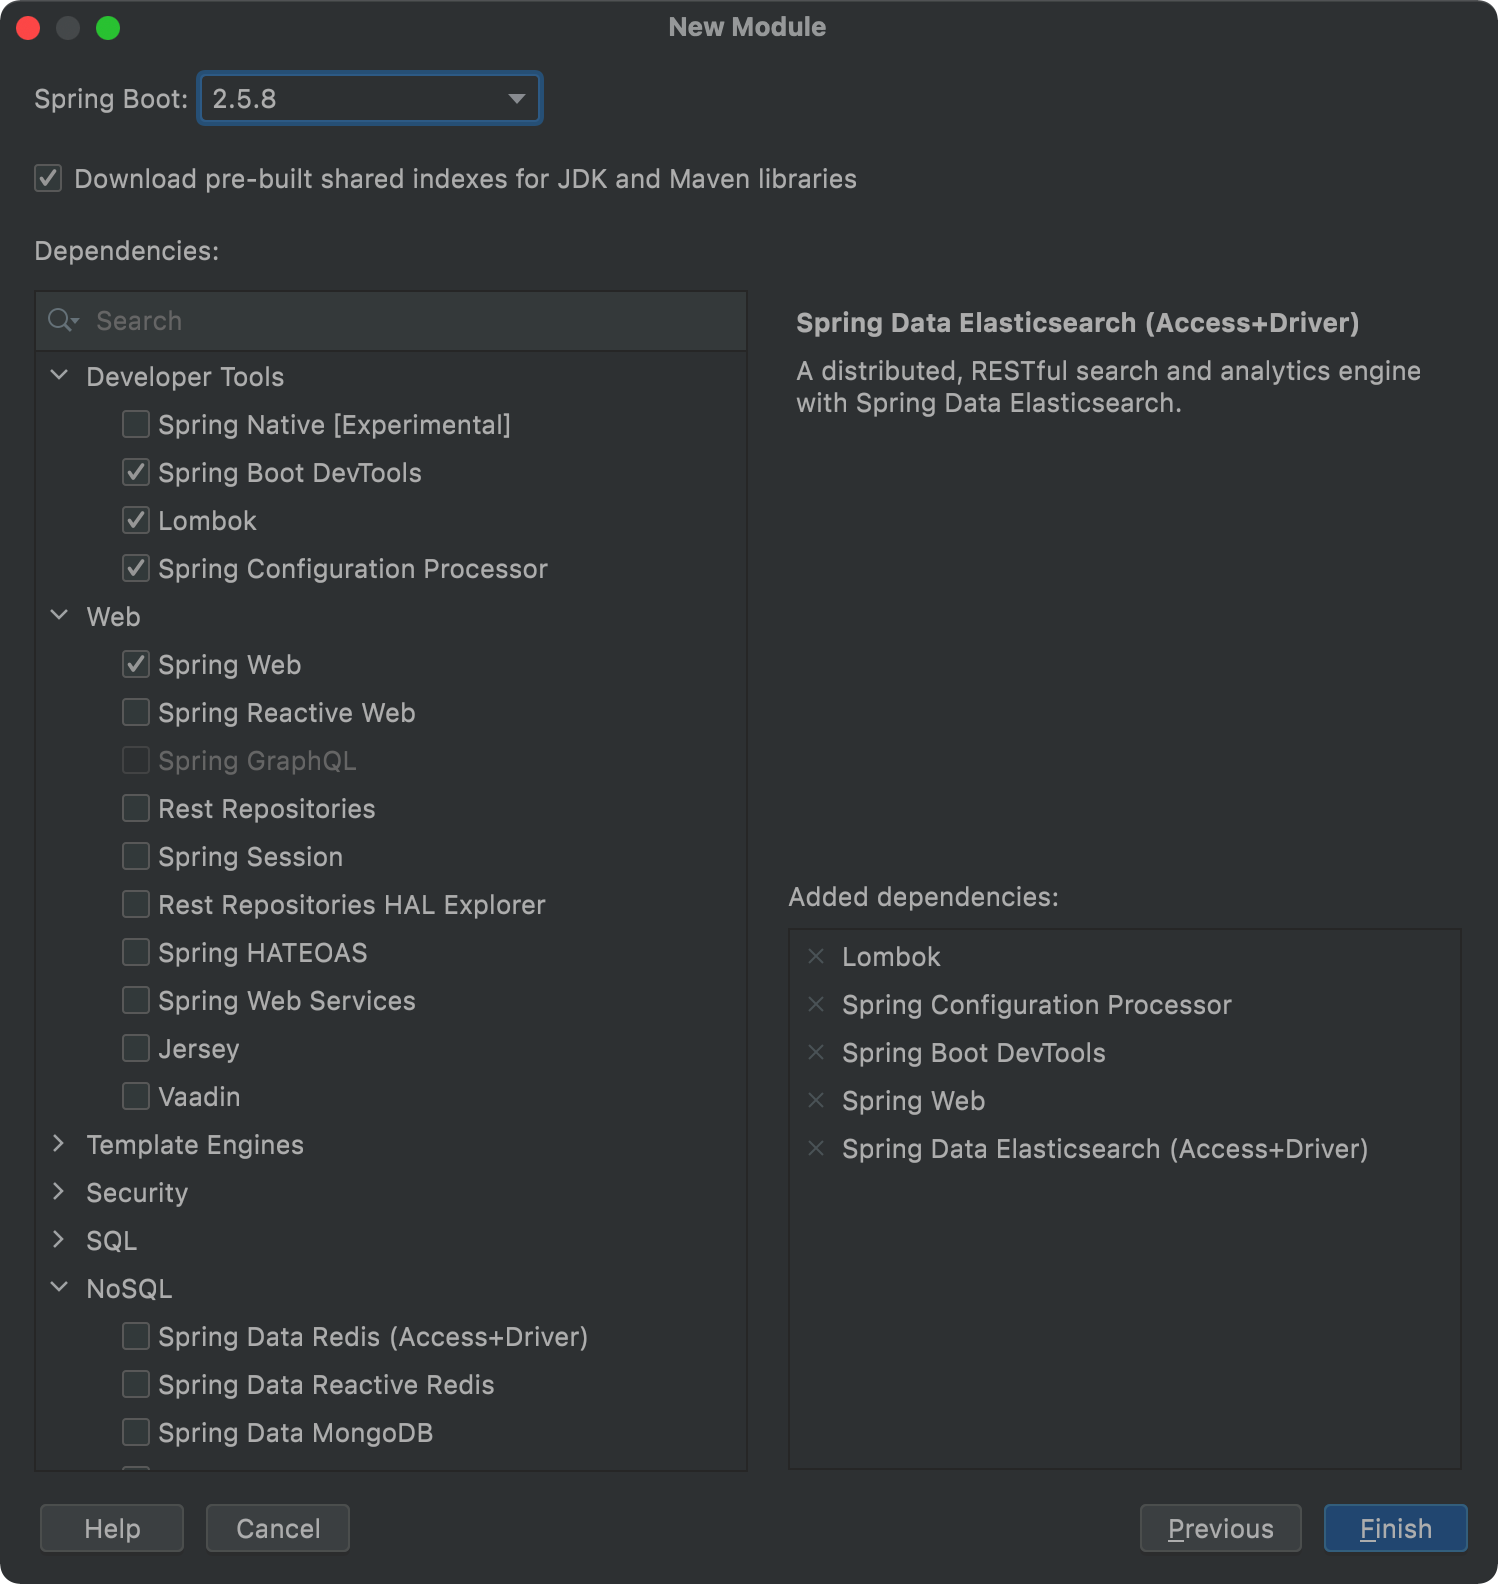 New Module
Spring Boot: 2.5.8
Download pre-built shared indexes for JDK and Maven libraries
Dependencies:
Search
Developer Tools
Spring Native [Experimental]
Spring Boot DevTools
Lombok
Spring Configuration Processor
Web
Spring Web
Spring Reactive Web
Spring GraphQL
Rest Repositories
Spring Session
Rest Repositories HAL Explorer
Spring HATEOAS
Spring Web Services
Jersey
Vaadin
Template Engines
Security
SQL
NoSQL
Spring Data Redis (Access+Driver)
Spring Data Reactive Redis
Spring Data MongoDB
Spring Data Elasticsearch (Access+Driver)
A distributed, RESTful search and analytics engine
with Spring Data Elasticsearch.
Added dependencies:
Lombok
Spring Configuration Processor
Spring Boot DevTools
Spring Web
Spring Data Elasticsearch (Access+Driver)
Help
Cancel
Previous
Finish